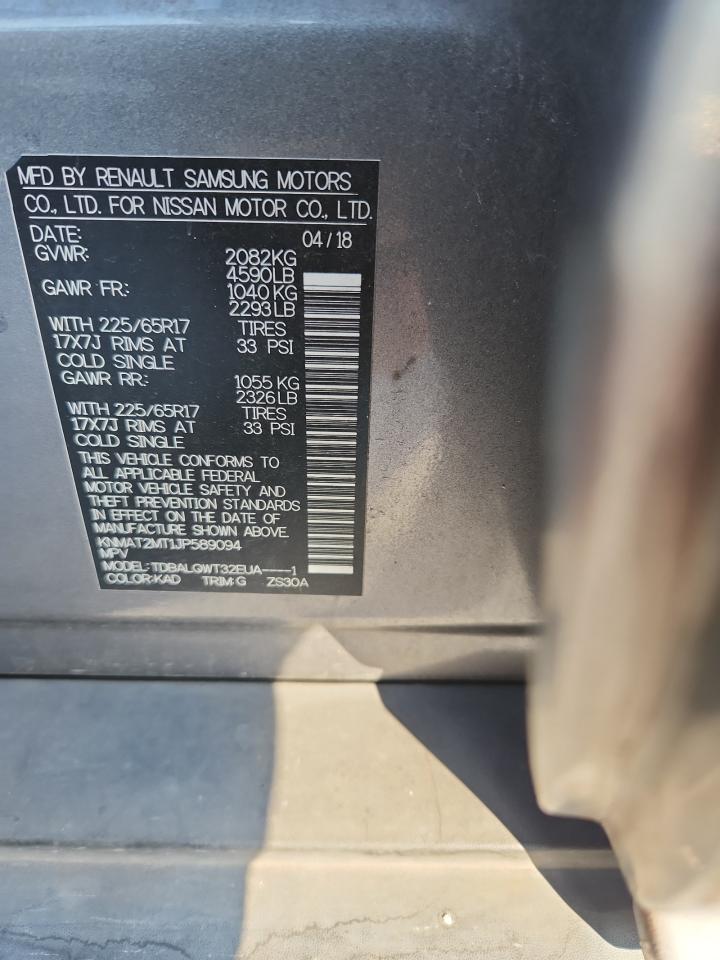 MFD BY RENAULT SAMSUNG MOTORS
CO., LTD. FOR NISSAN MOTOR CO., LTD.
DATE: 04/18
GVWR: 2082KG
4590LB
GAWR FR: 1040KG
2293LB
WITH 225/65R17 TIRES
17X7J RIMS AT 33 PSI
COLD SINGLE
GAWR RR: 1055KG
2326LB
WITH 225/65R17 TIRES
17X7J RIMS AT 33 PSI
COLD SINGLE
THIS VEHICLE CONFORMS TO
ALL APPLICABLE FEDERAL
MOTOR VEHICLE SAFETY AND
THEFT PREVENTION STANDARDS
IN EFFECT ON THE DATE OF
MANUFACTURE SHOWN ABOVE.
KNMAT2MT1JP589094
MPV
MODEL: TDBALGWT32EUA----1
COLOR:KAD TRIM:G ZS30A